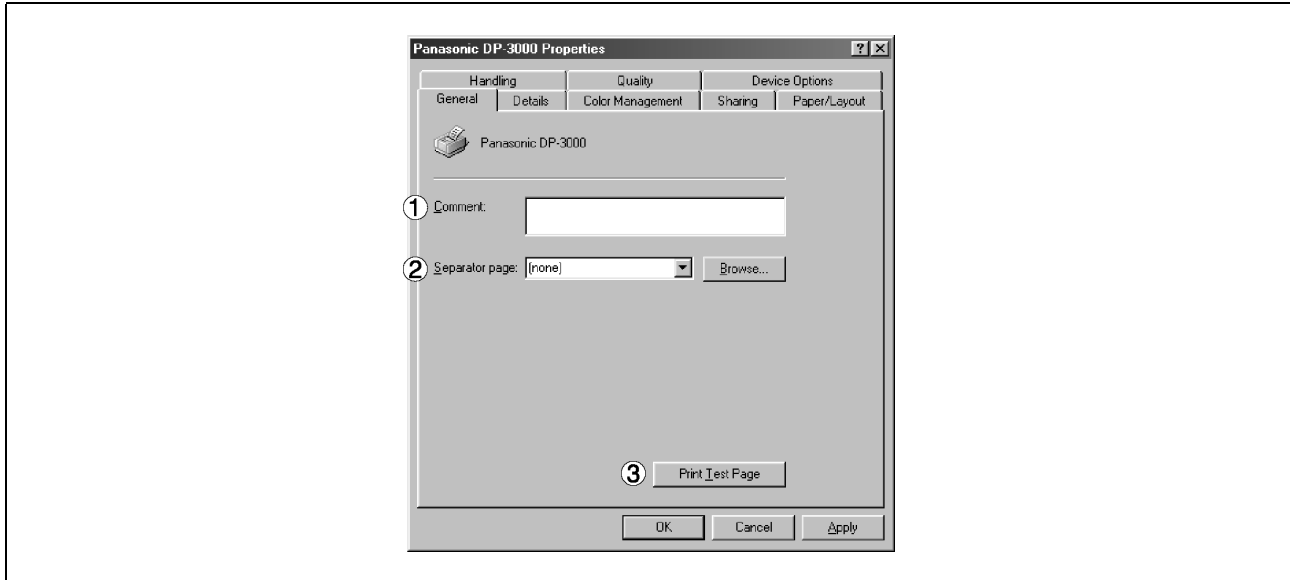 Panasonic DP-3000 Properties
Handling Quality Device Options
General Details Color Management Sharing Paper/Layout
Panasonic DP-3000
1 Comment:
2 Separator page: (none) Browse...
3 Print Test Page
OK Cancel Apply